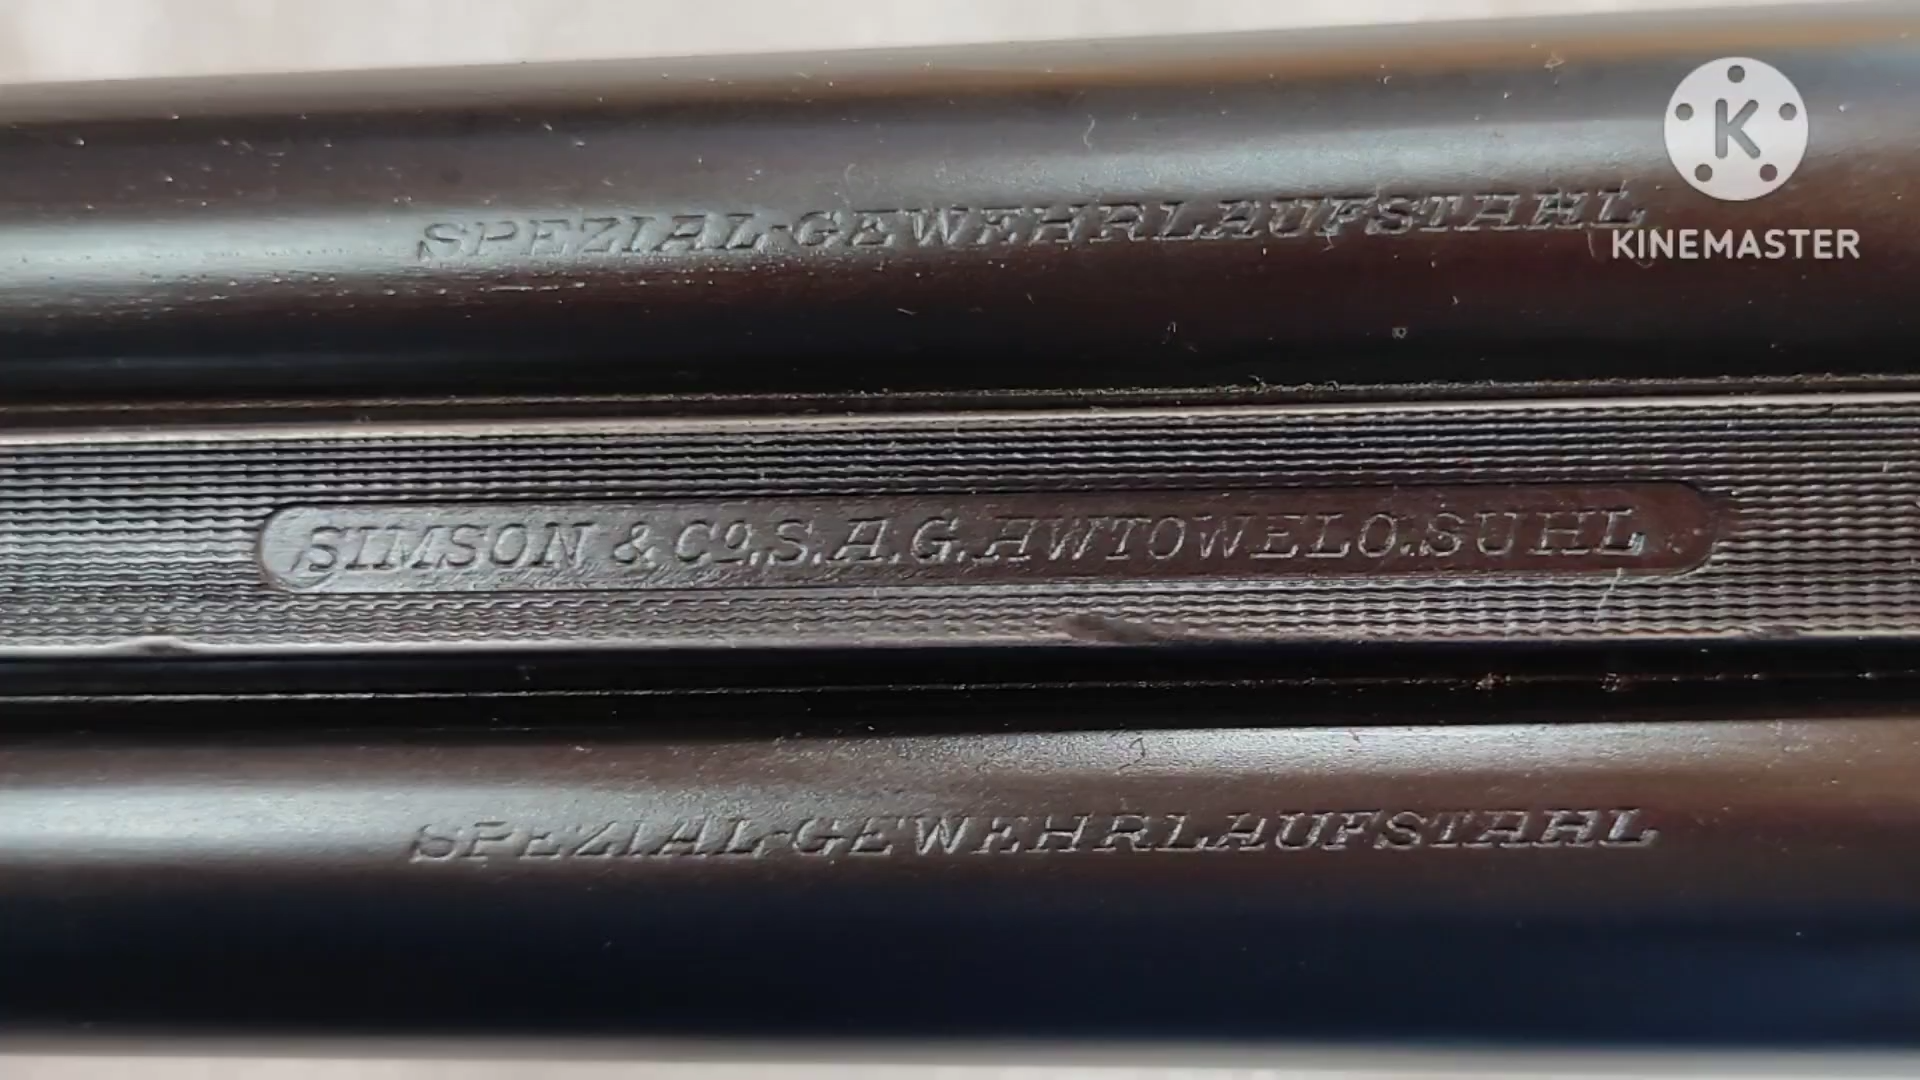 SPEZIAL-GEWEHRLAUFSTAHL
K
KINEMASTER
SIMSON & Co. S.A.G. AWTOWELO. SUHL
SPEZIAL-GEWEHRLAUFSTAHL